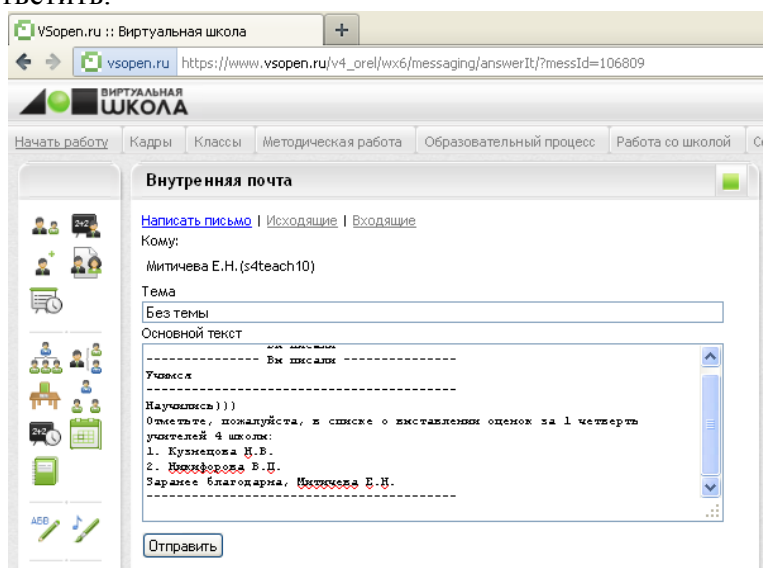 VSopen.ru :: Виртуальная школа +
vsopen.ru https://www.vsopen.ru/v4_orel/wx6/messaging/answerIt/?messId=106809
ВИРТУАЛЬНАЯ
ШКОЛА
Начать работу Кадры Классы Методическая работа Образовательный процесс Работа со школой
Внутренняя почта
Написать письмо | Исходящие | Входящие
Кому:
Митичева Е.Н. (s4teach10)
Тема
Без темы
Основной текст
---------------- Вы писали ----------------
Учимся
--------------------------------------------
Научились)))
Отметьте, пожалуйста, в списке о выставлении оценок за 1 четверть
учителей 4 школы:
1. Кузнецова Н.В.
2. Никифорова В.П.
Заранее благодарна, Митичева Е.Н.
--------------------------------------------
АБВ
Отправить